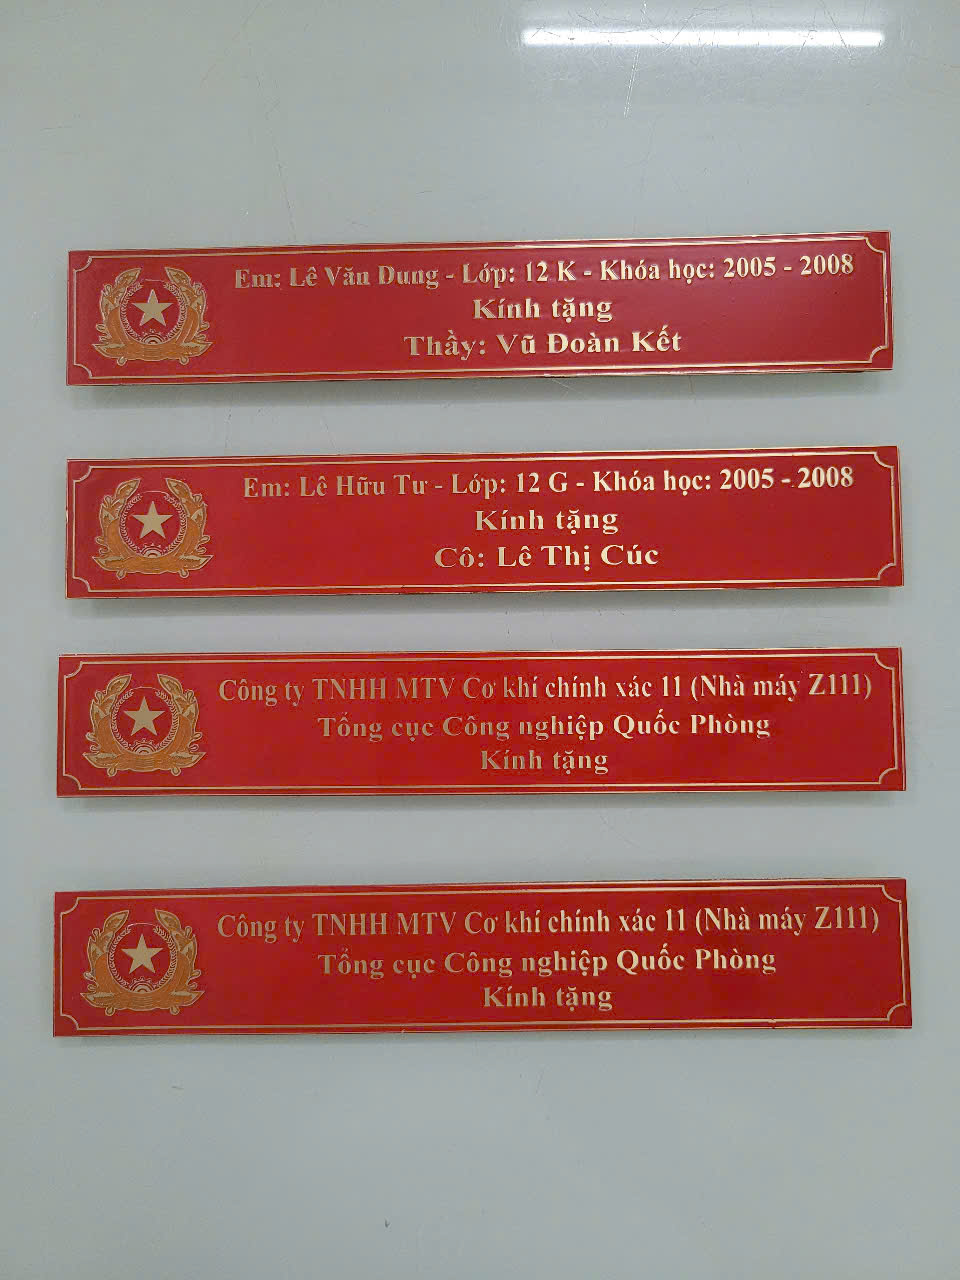 Em: Lê Văn Dung - Lớp: 12 K - Khóa học: 2005 - 2008
Kính tặng
Thầy: Vũ Đoàn Kết
Em: Lê Hữu Tư - Lớp: 12 G - Khóa học: 2005 - 2008
Kính tặng
Cô: Lê Thị Cúc
Công ty TNHH MTV Cơ khí chính xác 11 (Nhà máy Z111)
Tổng cục Công nghiệp Quốc Phòng
Kính tặng
Công ty TNHH MTV Cơ khí chính xác 11 (Nhà máy Z111)
Tổng cục Công nghiệp Quốc Phòng
Kính tặng